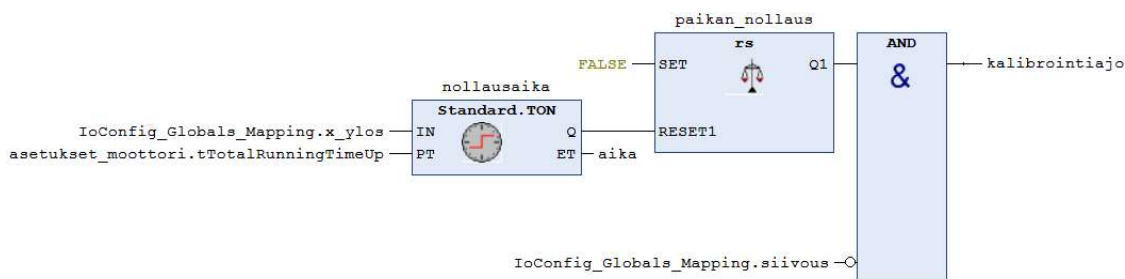 paikan_nollaus
rs
AND
FALSE
SET
Q1
&
kalibrointiajo
nollausaika
Standard.TON
IoConfig_Globals_Mapping.x_ylos
IN
Q
RESET1
asetukset_moottori.tTotalRunningTimeUp
PT
ET
aika
IoConfig_Globals_Mapping.siivous